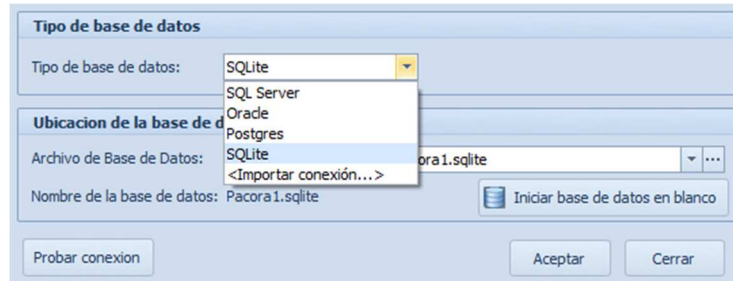 Tipo de base de datos
Tipo de base de datos: SQLite
SQL Server
Oracle
Postgres
SQLite
<Importar conexión...>
Ubicacion de la base de d
Archivo de Base de Datos: ora1.sqlite
Nombre de la base de datos: Pacora1.sqlite
Iniciar base de datos en blanco
Probar conexion Aceptar Cerrar